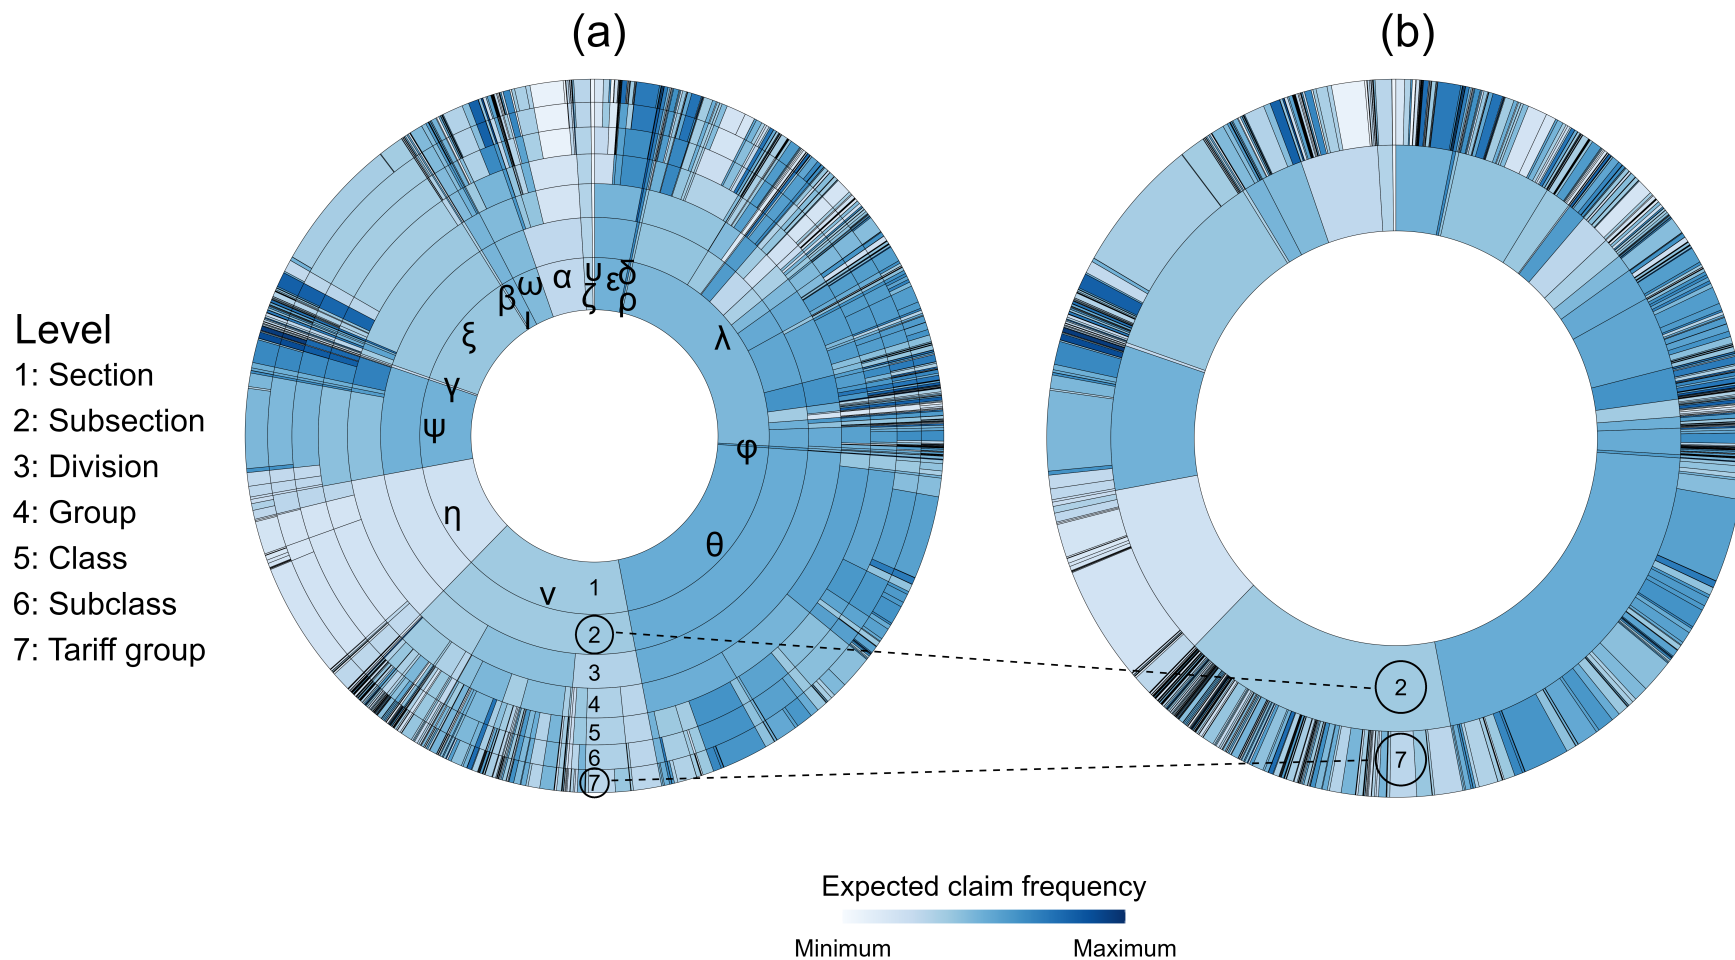 (a)
(b)
Level
1: Section
2: Subsection
3: Division
4: Group
5: Class
6: Subclass
7: Tariff group
α
υ
ζ
ε
δ
ρ
β
ω
ι
ξ
λ
γ
ψ
φ
η
θ
ν
1
2
3
4
5
6
7
2
7
Expected claim frequency
Minimum Maximum